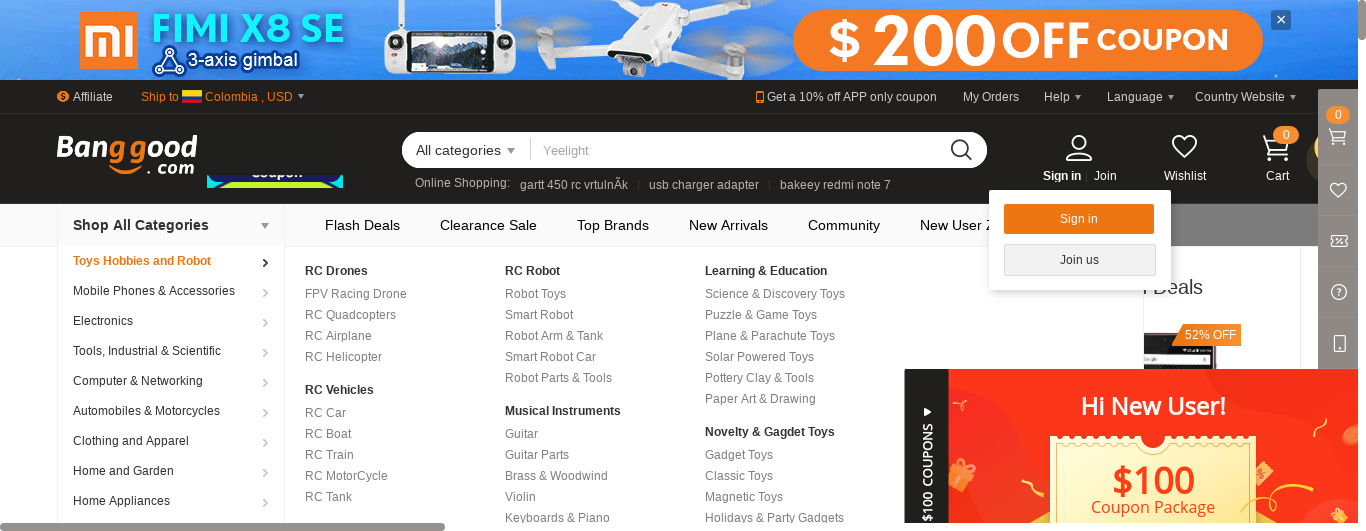 FIMI X8 SE
3-axis gimbal
$ 200 OFF COUPON
✕
Affiliate
Ship to Colombia , USD
Get a 10% off APP only coupon
My Orders
Help
Language
Country Website
0
Banggood
.com
All categories
Yeelight
0
Sign in
Join
Wishlist
Cart
Online Shopping:
gartt 450 rc vrtulnÃk
usb charger adapter
bakeey redmi note 7
Shop All Categories
Flash Deals
Clearance Sale
Top Brands
New Arrivals
Community
New User
Sign in
Join us
Toys Hobbies and Robot
Mobile Phones & Accessories
Electronics
Tools, Industrial & Scientific
Computer & Networking
Automobiles & Motorcycles
Clothing and Apparel
Home and Garden
Home Appliances
RC Drones
FPV Racing Drone
RC Quadcopters
RC Airplane
RC Helicopter
RC Vehicles
RC Car
RC Boat
RC Train
RC MotorCycle
RC Tank
RC Robot
Robot Toys
Smart Robot
Robot Arm & Tank
Smart Robot Car
Robot Parts & Tools
Musical Instruments
Guitar
Guitar Parts
Brass & Woodwind
Violin
Keyboards & Piano
Learning & Education
Science & Discovery Toys
Puzzle & Game Toys
Plane & Parachute Toys
Solar Powered Toys
Pottery Clay & Tools
Paper Art & Drawing
Novelty & Gagdet Toys
Gadget Toys
Classic Toys
Magnetic Toys
Holidays & Party Gadgets
Deals
52% OFF
$100 COUPONS
Hi New User!
$100
Coupon Package